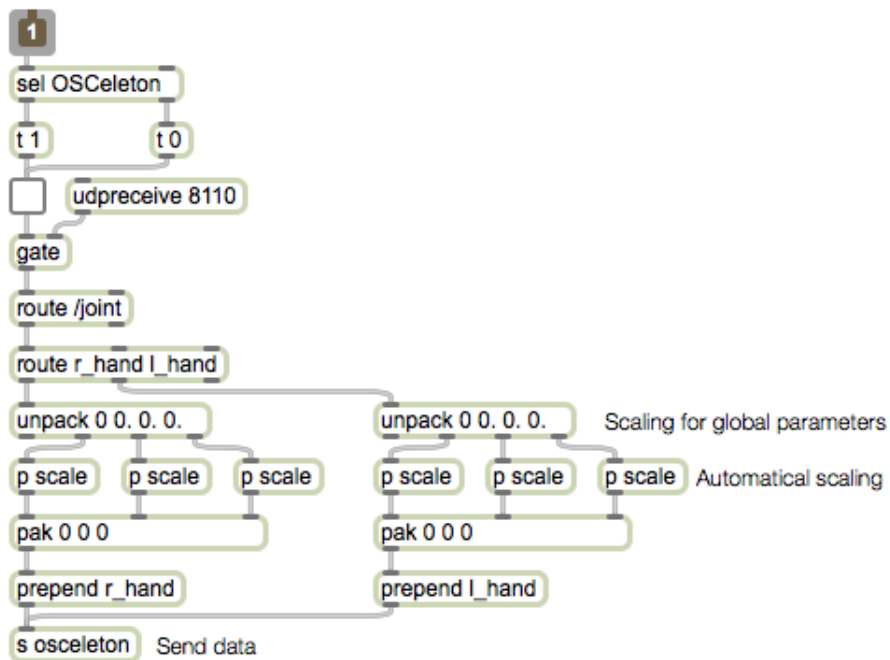 1
sel OSCeleton
t 1 t 0
udpreceive 8110
gate
route /joint
route r_hand l_hand
unpack 0 0. 0. 0. unpack 0 0. 0. 0. Scaling for global parameters
p scale p scale p scale p scale p scale p scale Automatical scaling
pak 0 0 0 pak 0 0 0
prepend r_hand prepend l_hand
s osceleton Send data